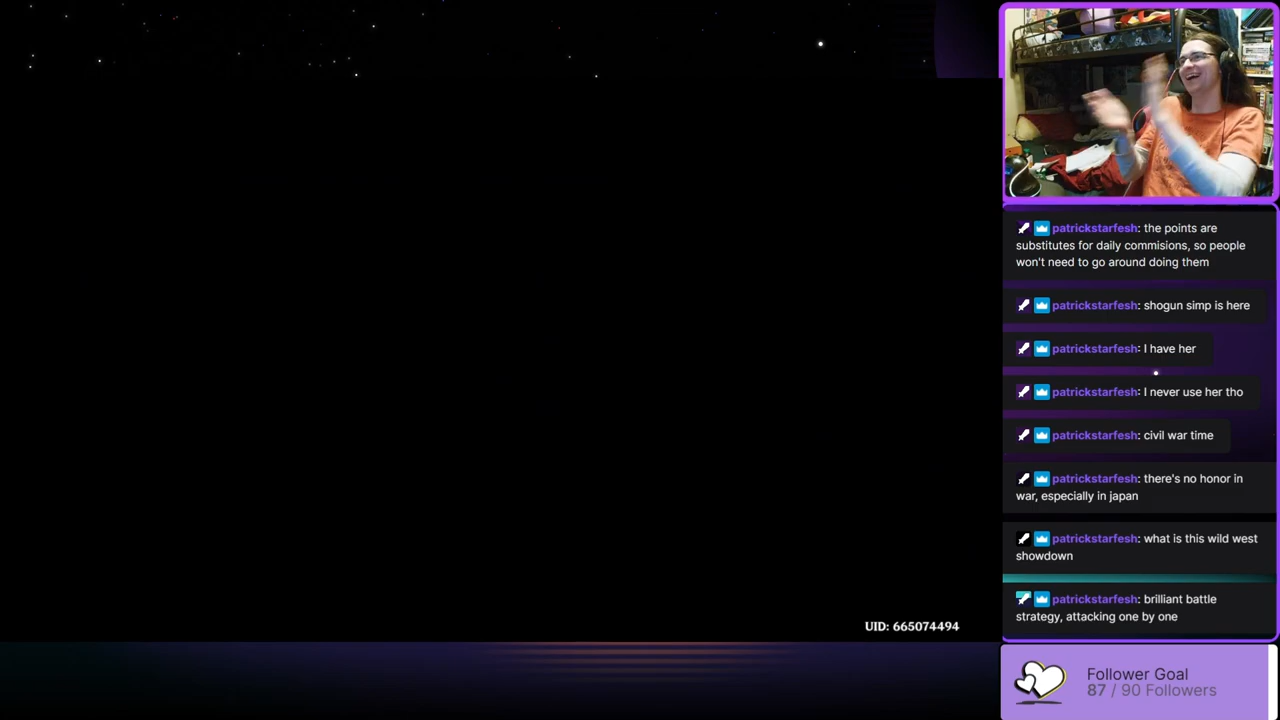 patrickstarfesh: the points are
substitutes for daily commisions, so people
won't need to go around doing them
patrickstarfesh: shogun simp is here
patrickstarfesh: I have her
patrickstarfesh: I never use her tho
patrickstarfesh: civil war time
patrickstarfesh: there's no honor in
war, especially in japan
patrickstarfesh: what is this wild west
showdown
patrickstarfesh: brilliant battle
strategy, attacking one by one
UID: 665074494
Follower Goal
87 / 90 Followers